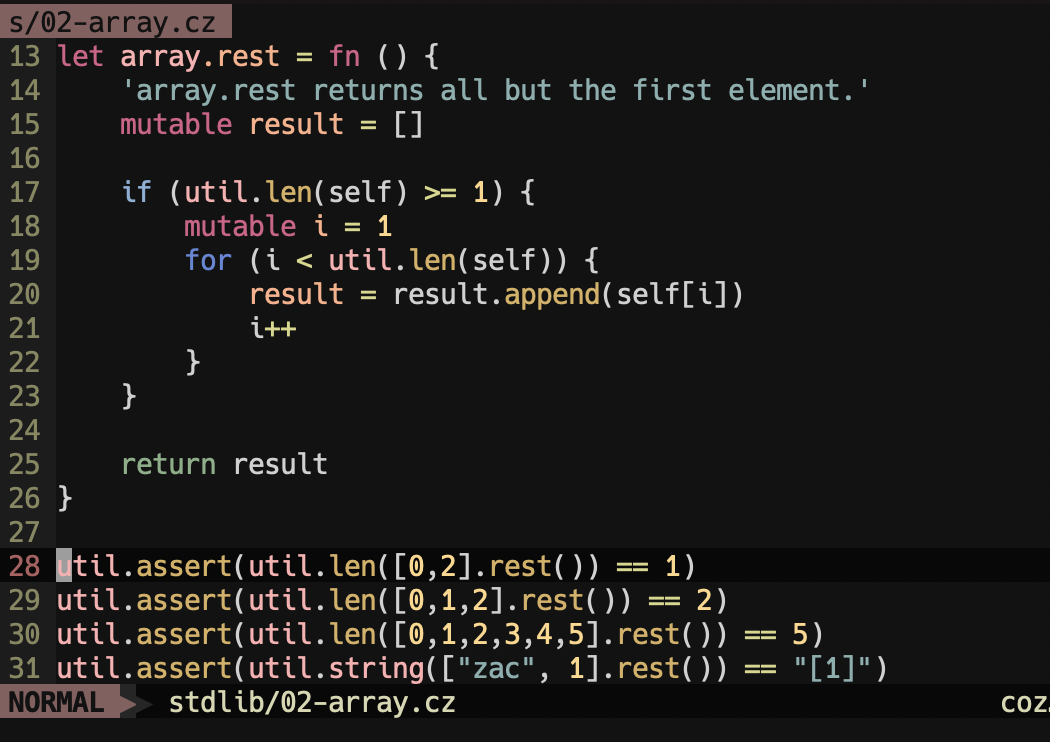 s/02-array.cz
13 let array.rest = fn () {
14     'array.rest returns all but the first element.'
15     mutable result = []
16
17     if (util.len(self) >= 1) {
18         mutable i = 1
19         for (i < util.len(self)) {
20             result = result.append(self[i])
21             i++
22         }
23     }
24
25     return result
26 }
27
28 util.assert(util.len([0,2].rest()) == 1)
29 util.assert(util.len([0,1,2].rest()) == 2)
30 util.assert(util.len([0,1,2,3,4,5].rest()) == 5)
31 util.assert(util.string(["zac", 1].rest()) == "[1]")
NORMAL stdlib/02-array.cz coz